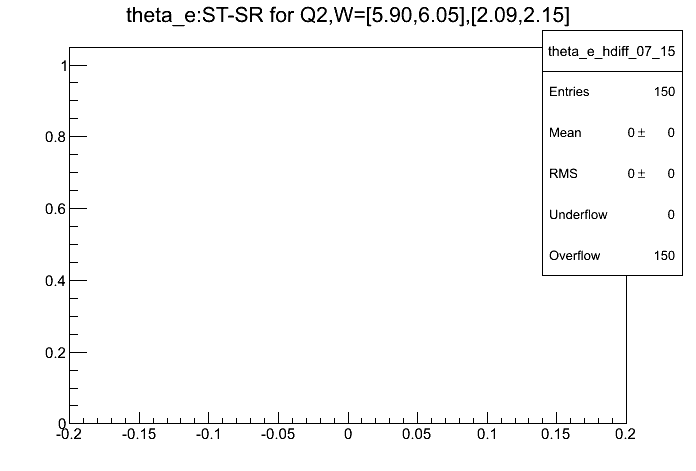 theta_e:ST-SR for Q2,W=[5.90,6.05],[2.09,2.15]
theta_e_hdiff_07_15
Entries 150
Mean 0 ± 0
RMS 0 ± 0
Underflow 0
Overflow 150
1
0.8
0.6
0.4
0.2
0
-0.2 -0.15 -0.1 -0.05 0 0.05 0.1 0.15 0.2